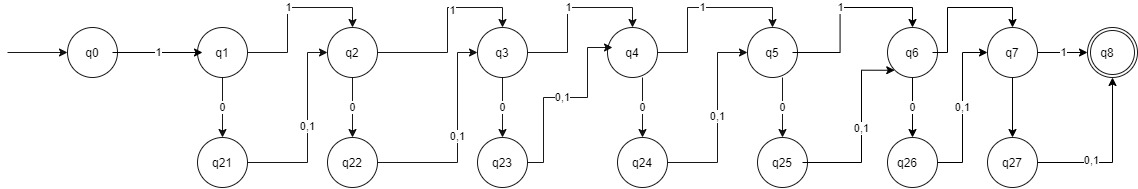 1 1 1 1 1
q0 1 q1 q2 q3 q4 q5 q6 q7 1 q8
0,1
0 0 0 0 0 0 0,1
0,1 0,1 0,1 0,1
q21 q22 q23 q24 q25 q26 q27 0,1